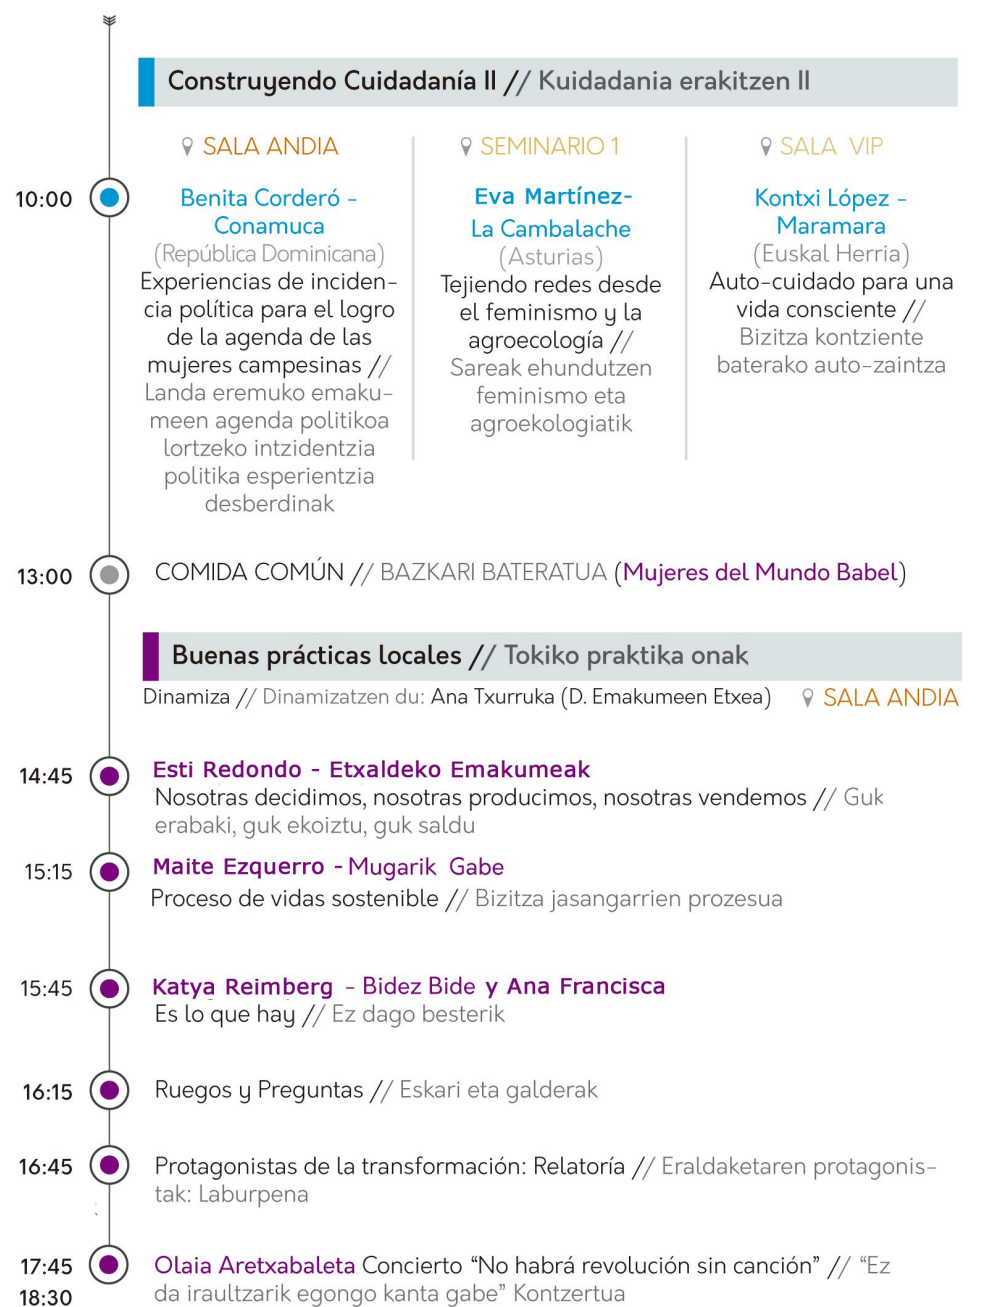 Construyendo Cuidadanía II // Kuidadania erakitzen II
SALA ANDIA
10:00
Benita Corderó -
Conamuca
(República Dominicana)
Experiencias de inciden-
cia política para el logro
de la agenda de las
mujeres campesinas //
Landa eremuko emaku-
meen agenda politikoa
lortzeko intzidentzia
politika esperientzia
desberdinak
SEMINARIO 1
Eva Martínez-
La Cambalache
(Asturias)
Tejiendo redes desde
el feminismo y la
agroecología //
Sareak ehundutzen
feminismo eta
agroekologiatik
SALA VIP
Kontxi López -
Maramara
(Euskal Herria)
Auto-cuidado para una
vida consciente //
Bizitza kontziente
baterako auto-zaintza
13:00 COMIDA COMÚN // BAZKARI BATERATUA (Mujeres del Mundo Babel)
Buenas prácticas locales // Tokiko praktika onak
Dinamiza // Dinamizatzen du: Ana Txurruka (D. Emakumeen Etxea) SALA ANDIA
14:45 Esti Redondo - Etxaldeko Emakumeak
Nosotras decidimos, nosotras producimos, nosotras vendemos // Guk
erabaki, guk ekoiztu, guk saldu
15:15 Maite Ezquerro - Mugarik Gabe
Proceso de vidas sostenible // Bizitza jasangarrien prozesua
15:45 Katya Reimberg - Bidez Bide y Ana Francisca
Es lo que hay // Ez dago besterik
16:15 Ruegos y Preguntas // Eskari eta galderak
16:45 Protagonistas de la transformación: Relatoría // Eraldaketaren protagonis-
tak: Laburpena
17:45 Olaia Aretxabaleta Concierto “No habrá revolución sin canción” // “Ez
18:30 da iraultzarik egongo kanta gabe” Kontzertua